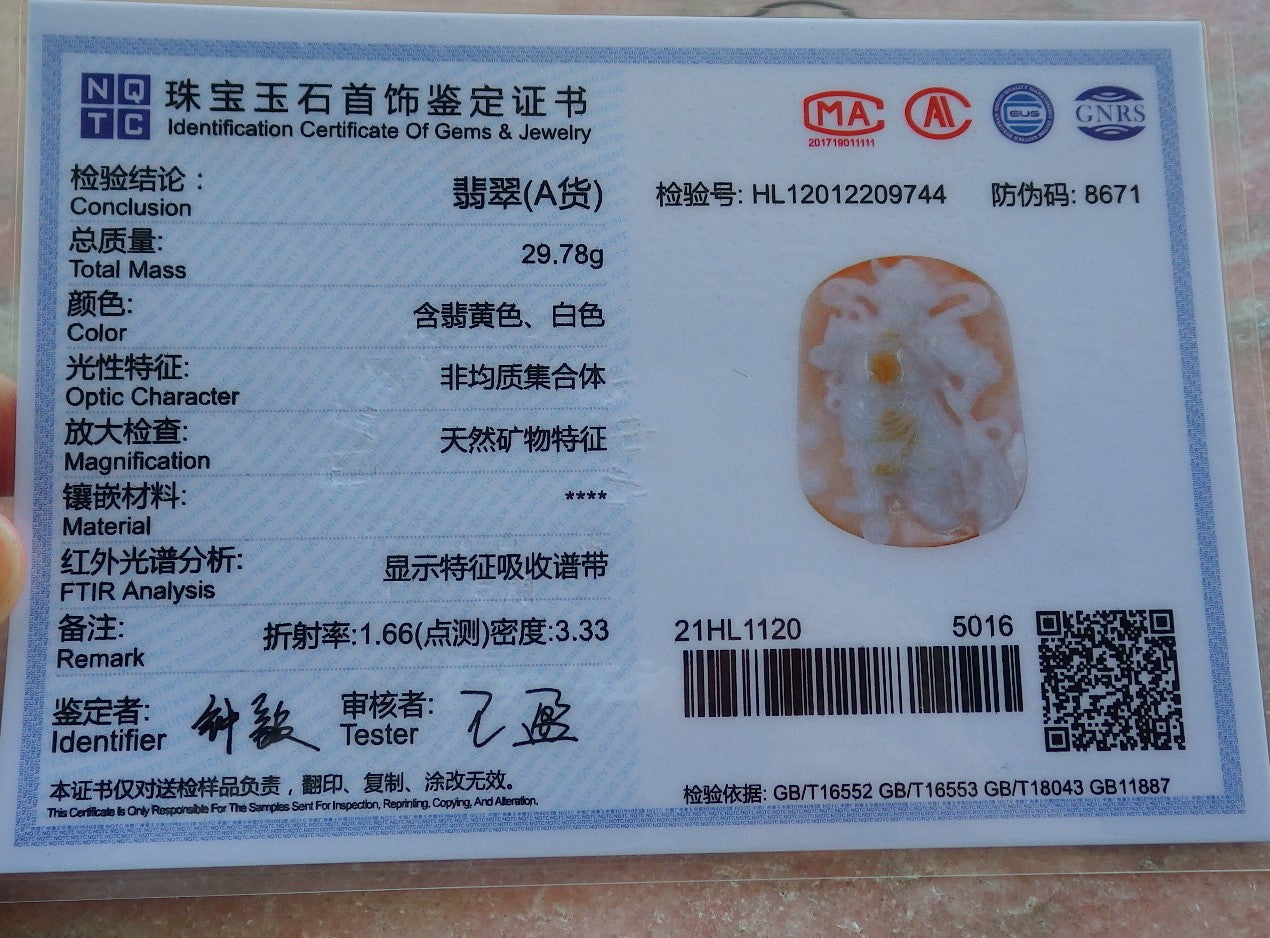 NQ
TC
珠宝玉石首饰鉴定证书
Identification Certificate Of Gems & Jewelry
MA
201719011111
AL
EUS
GNRS
检验结论：
Conclusion
翡翠(A货)
总质量:
Total Mass
29.78g
颜色:
Color
含翡黄色、白色
光性特征:
Optic Character
非均质集合体
放大检查:
Magnification
天然矿物特征
镶嵌材料:
Material
****
红外光谱分析:
FTIR Analysis
显示特征吸收谱带
备注:
Remark
折射率:1.66(点测)密度:3.33
鉴定者:
Identifier
审核者:
Tester
本证书仅对送检样品负责，翻印、复制、涂改无效。
This Certificate Is Only Responsible For The Samples Sent For Inspection, Reprinting, Copying, And Alteration.
检验号: HL12012209744 防伪码: 8671
21HL1120 5016
检验依据: GB/T16552 GB/T16553 GB/T18043 GB11887